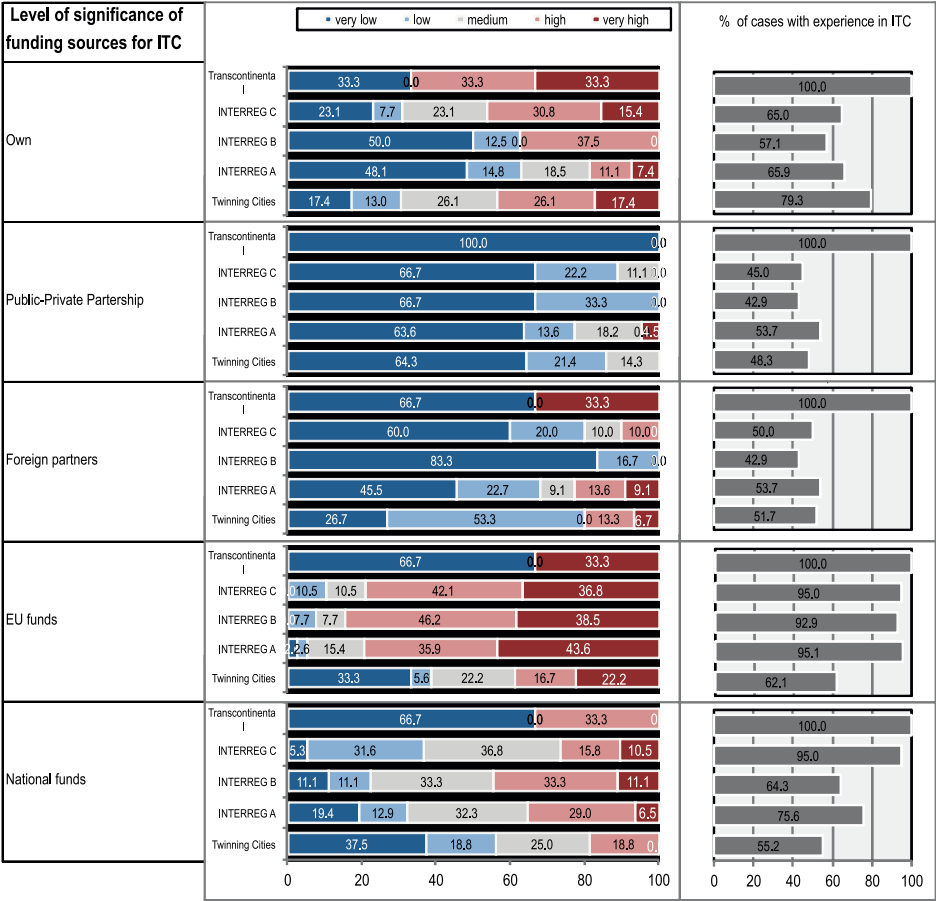 Level of significance of
funding sources for ITC
very low low medium high very high
% of cases with experience in ITC
Own
Transcontinenta
l
33.3 0.0 33.3 33.3
100.0
INTERREG C 23.1 7.7 23.1 30.8 15.4 65.0
INTERREG B 50.0 12.5 0.0 37.5 57.1
INTERREG A 48.1 14.8 18.5 11.1 7.4 65.9
Twinning Cities 17.4 13.0 26.1 26.1 17.4 79.3
Public-Private Partership
Transcontinenta
l
100.0 0.0
100.0
INTERREG C 66.7 22.2 11.1 0.0 45.0
INTERREG B 66.7 33.3 0.0 42.9
INTERREG A 63.6 13.6 18.2 4.5 53.7
Twinning Cities 64.3 21.4 14.3 48.3
Foreign partners
Transcontinenta
l
66.7 0.0 33.3
100.0
INTERREG C 60.0 20.0 10.0 10.0 50.0
INTERREG B 83.3 16.7 0.0 42.9
INTERREG A 45.5 22.7 9.1 13.6 9.1 53.7
Twinning Cities 26.7 53.3 0.0 13.3 6.7 51.7
EU funds
Transcontinenta
l
66.7 0.0 33.3
100.0
INTERREG C 10.5 10.5 42.1 36.8 95.0
INTERREG B 7.7 7.7 46.2 38.5 92.9
INTERREG A 2.6 15.4 35.9 43.6 95.1
Twinning Cities 33.3 5.6 22.2 16.7 22.2 62.1
National funds
Transcontinenta
l
66.7 0.0 33.3
100.0
INTERREG C 5.3 31.6 36.8 15.8 10.5 95.0
INTERREG B 11.1 11.1 33.3 33.3 11.1 64.3
INTERREG A 19.4 12.9 32.3 29.0 6.5 75.6
Twinning Cities 37.5 18.8 25.0 18.8 55.2
0 20 40 60 80 100 0 20 40 60 80 100